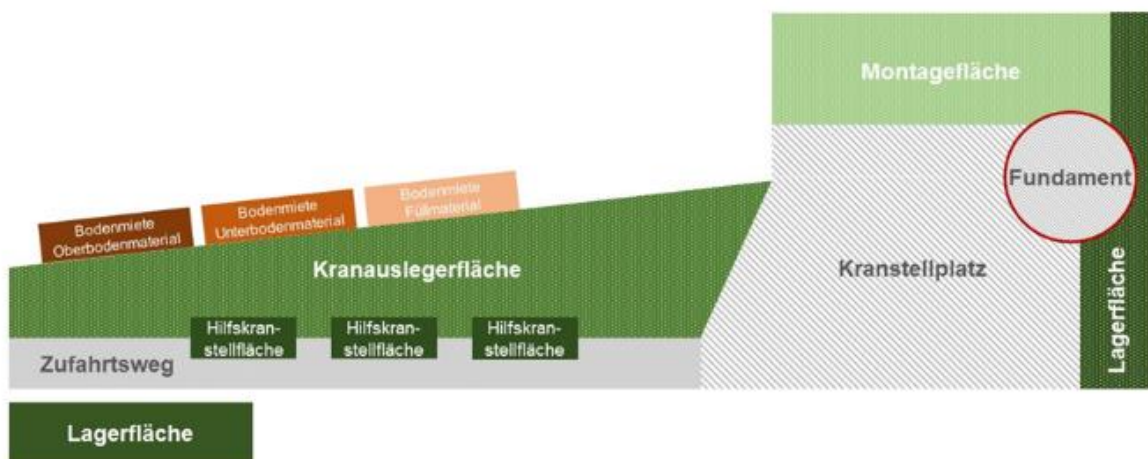 Montagefläche
Fundament
Bodenmiete
Oberbodenmaterial
Bodenmiete
Unterbodenmaterial
Bodenmiete
Füllmaterial
Kranauslegerfläche
Kranstellplatz
Lagerfläche
Hilfskran-
stellfläche
Hilfskran-
stellfläche
Hilfskran-
stellfläche
Zufahrtsweg
Lagerfläche